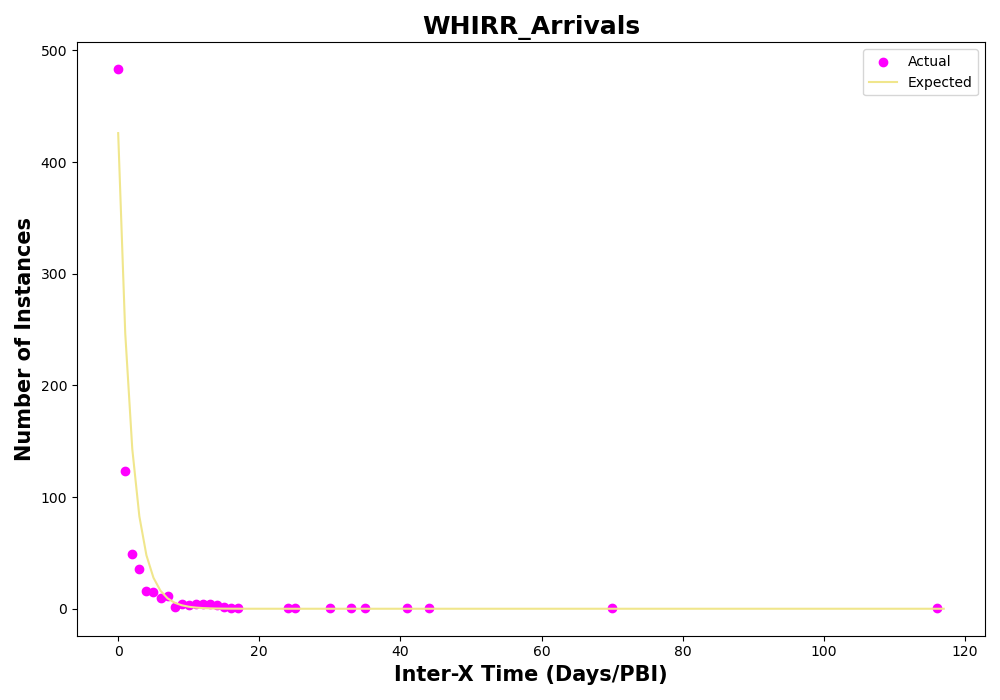 WHIRR_Arrivals
500
400
300
200
100
0
Number of Instances
Actual
Expected
0 20 40 60 80 100 120
Inter-X Time (Days/PBI)